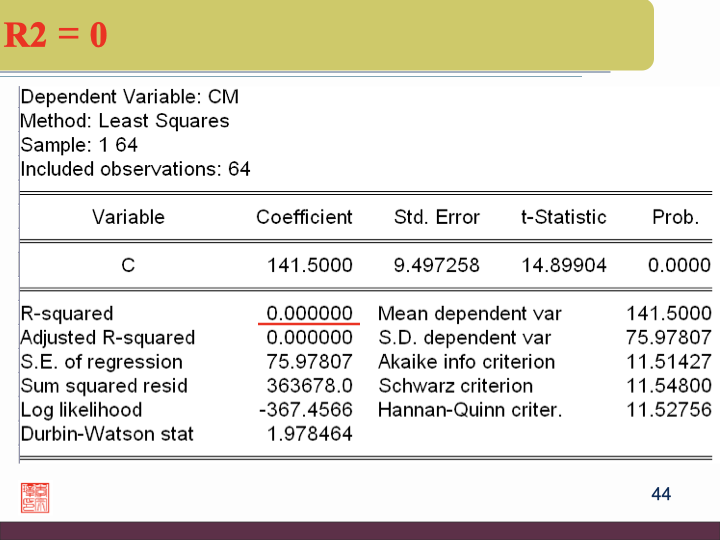 R2 = 0
Dependent Variable: CM
Method: Least Squares
Sample: 1 64
Included observations: 64
Variable Coefficient Std. Error t-Statistic Prob.
C 141.5000 9.497258 14.89904 0.0000
R-squared 0.000000 Mean dependent var 141.5000
Adjusted R-squared 0.000000 S.D. dependent var 75.97807
S.E. of regression 75.97807 Akaike info criterion 11.51427
Sum squared resid 363678.0 Schwarz criterion 11.54800
Log likelihood -367.4566 Hannan-Quinn criter. 11.52756
Durbin-Watson stat 1.978464
44